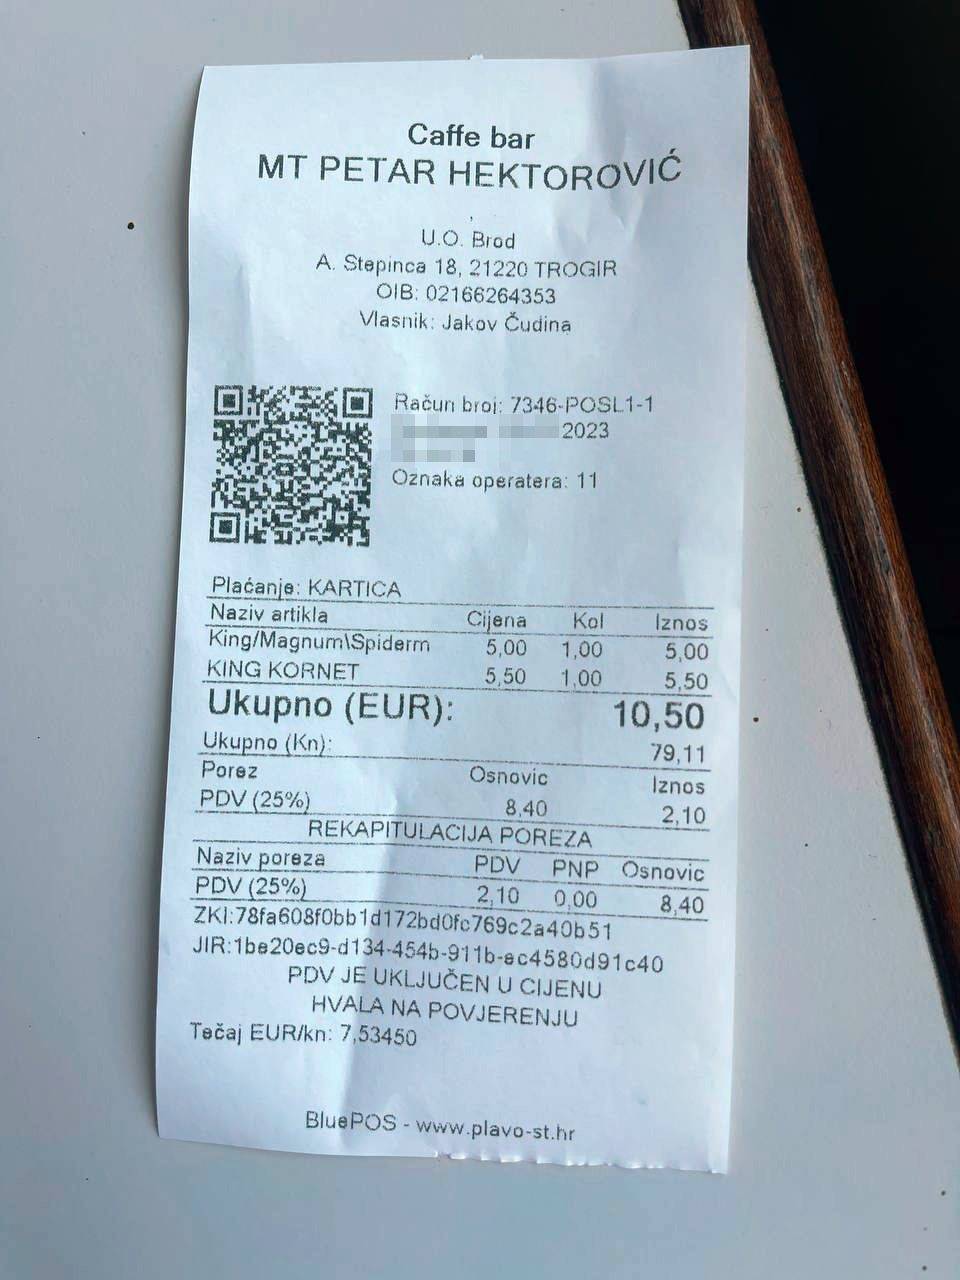 Caffe bar
MT PETAR HEKTOROVIĆ
U.O. Brod
A. Stepinca 18, 21220 TROGIR
OIB: 02166264353
Vlasnik: Jakov Čudina
Račun broj: 7346-POSL1-1
2023
Oznaka operatera: 11
Plaćanje: KARTICA
Naziv artikla Cijena Kol Iznos
King/Magnum\Spiderm 5,00 1,00 5,00
KING KORNET 5,50 1,00 5,50
Ukupno (EUR): 10,50
Ukupno (Kn): 79,11
Porez Osnovic Iznos
PDV (25%) 8,40 2,10
REKAPITULACIJA POREZA
Naziv poreza PDV PNP Osnovic
PDV (25%) 2,10 0,00 8,40
ZKI:78fa608f0bb1d172bd0fc769c2a40b51
JIR:1be20ec9-d134-454b-911b-ec4580d91c40
PDV JE UKLJUČEN U CIJENU
HVALA NA POVJERENJU
Tečaj EUR/kn: 7,53450
BluePOS - www.plavo-st.hr